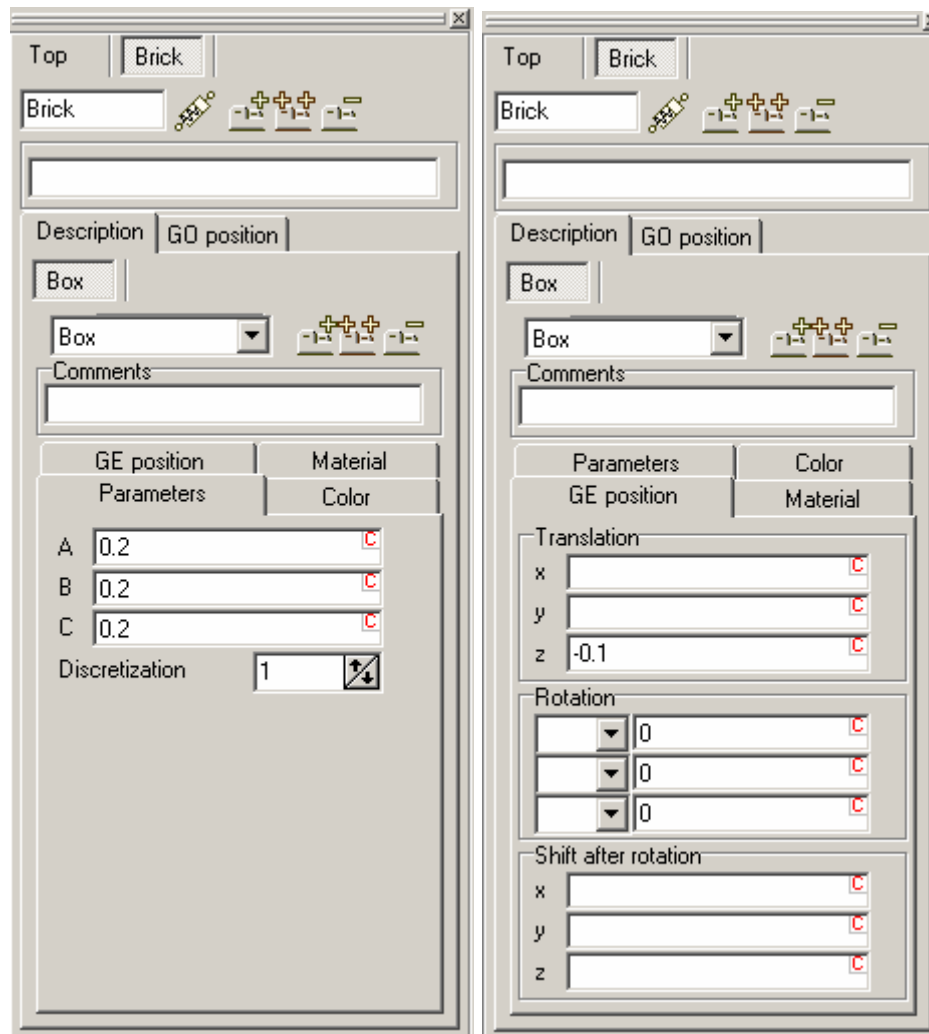 Top Brick
Brick
Description GO position
Box
Box
Comments
GE position Material
Parameters Color
A 0.2 C
B 0.2 C
C 0.2 C
Discretization 1
Top Brick
Brick
Description GO position
Box
Box
Comments
Parameters Color
GE position Material
Translation
x C
y C
z -0.1 C
Rotation
0 C
0 C
0 C
Shift after rotation
x C
y C
z C